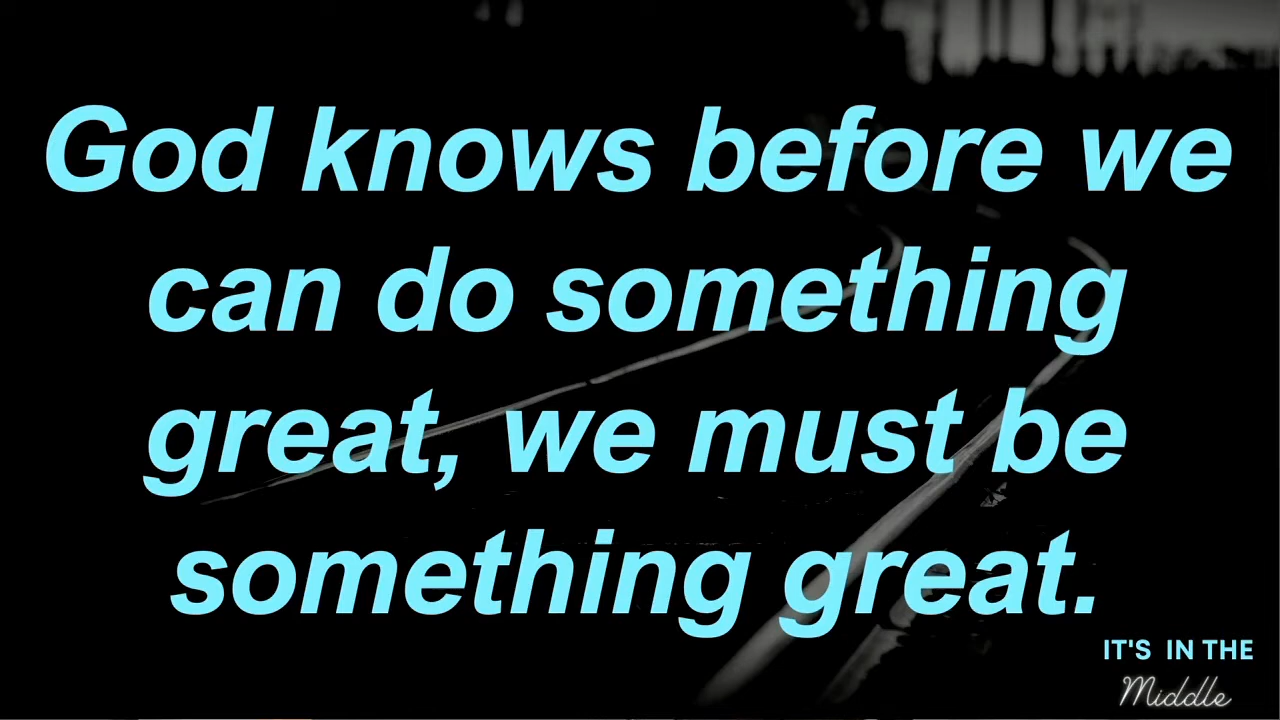 God knows before we
can do something
great, we must be
something great.
IT'S IN THE
Middle